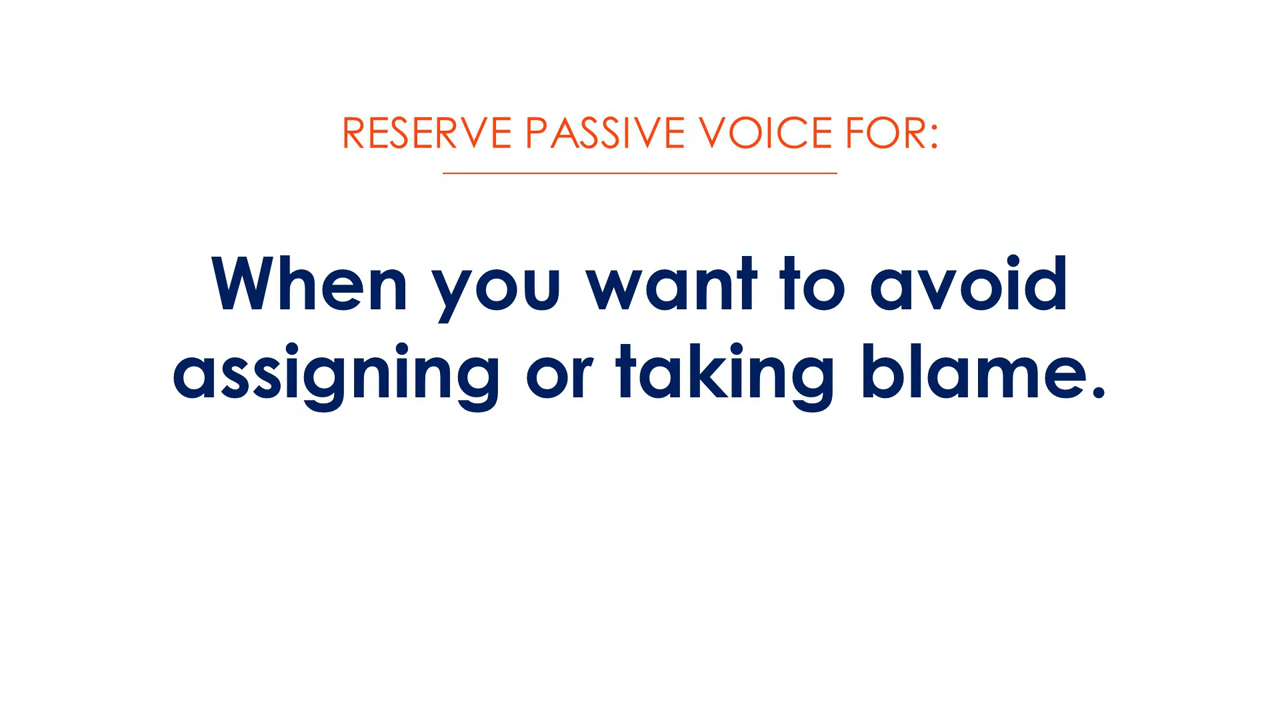 RESERVE PASSIVE VOICE FOR:
When you want to avoid
assigning or taking blame.